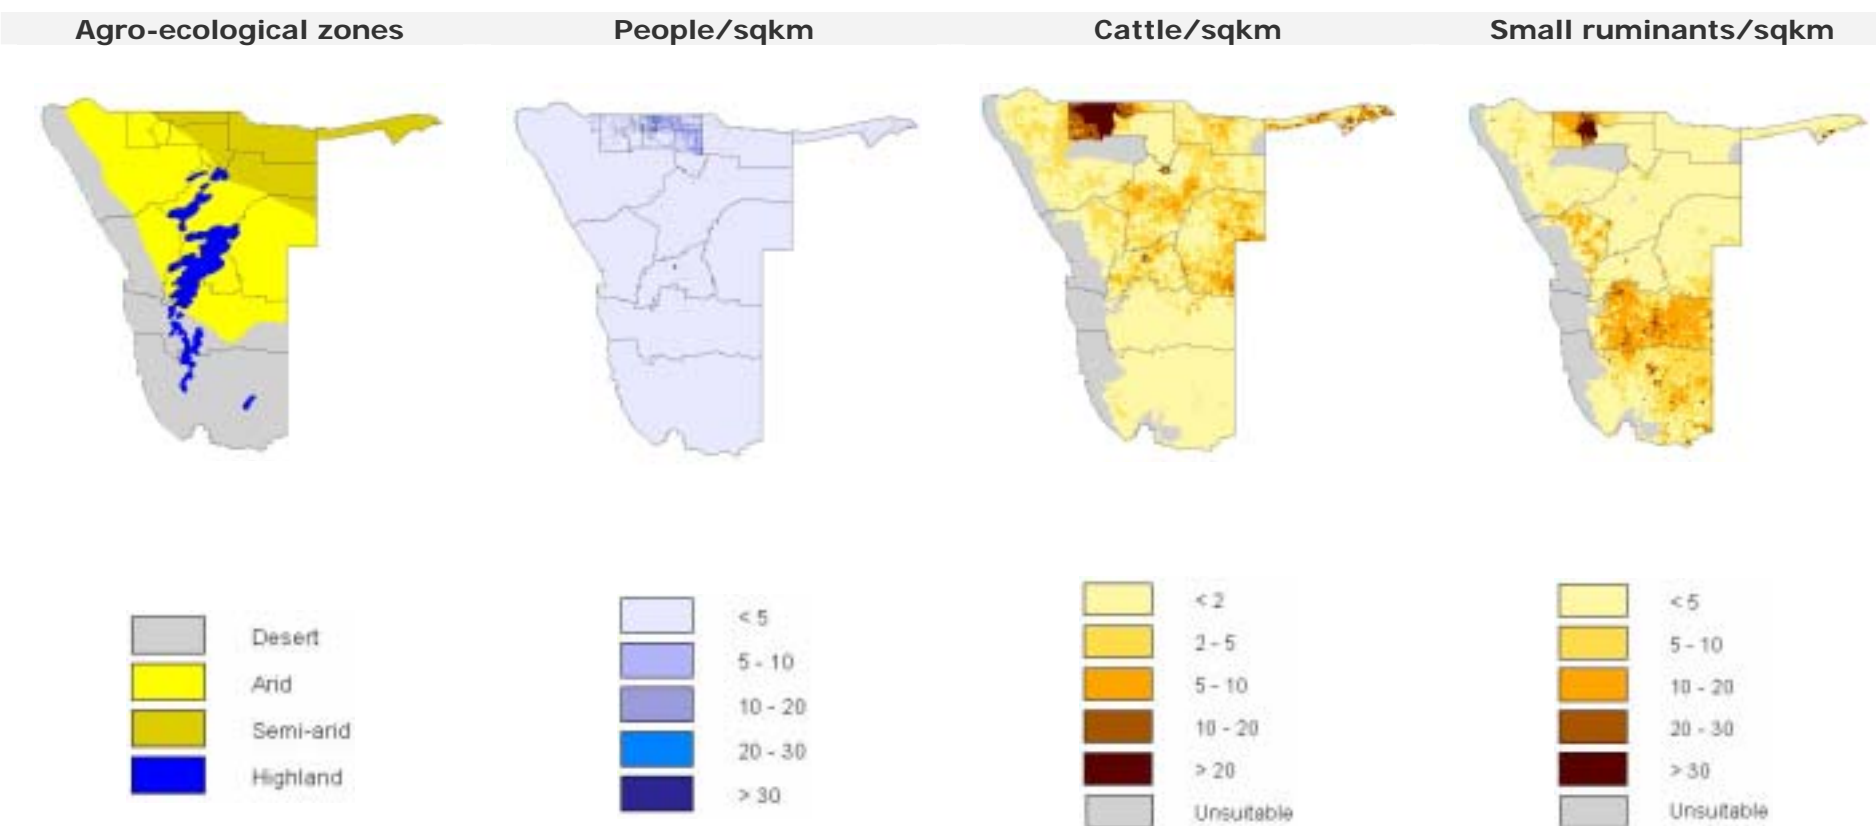 Agro-ecological zones
People/sqkm
Cattle/sqkm
Small ruminants/sqkm
Desert
Arid
Semi-arid
Highland
< 5
5 - 10
10 - 20
20 - 30
> 30
< 2
2 - 5
5 - 10
10 - 20
> 20
Unsuitable
< 5
5 - 10
10 - 20
20 - 30
> 30
Unsuitable